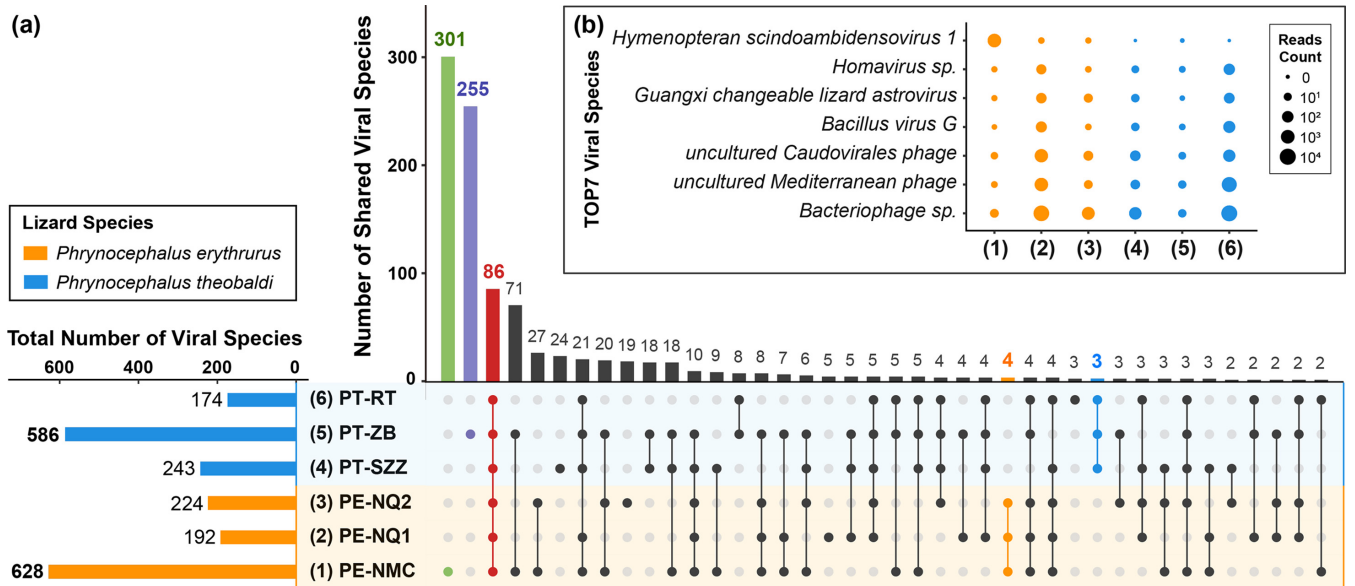 (a)
Number of Shared Viral Species
300
200
100
0
301
255
86
71
27 24 21 20 19 18 18 10 9 8 8 7 6 5 5 5 5 5 4 4 4 4 4 4 3 3 3 3 3 3 3 2 2 2 2 2
(b)
TOP7 Viral Species
Hymenopteran scindoambidensovirus 1
Homavirus sp.
Guangxi changeable lizard astrovirus
Bacillus virus G
uncultured Caudovirales phage
uncultured Mediterranean phage
Bacteriophage sp.
(1) (2) (3) (4) (5) (6)
Reads
Count
0
10¹
10²
10³
10⁴
Lizard Species
Phrynocephalus erythrurus
Phrynocephalus theobaldi
Total Number of Viral Species
600 400 200 0
174 (6) PT-RT
586 (5) PT-ZB
243 (4) PT-SZZ
224 (3) PE-NQ2
192 (2) PE-NQ1
628 (1) PE-NMC